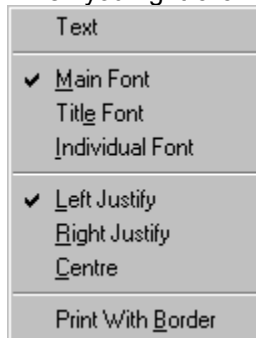 Text
Main Font
Title Font
Individual Font
Left Justify
Right Justify
Centre
Print With Border